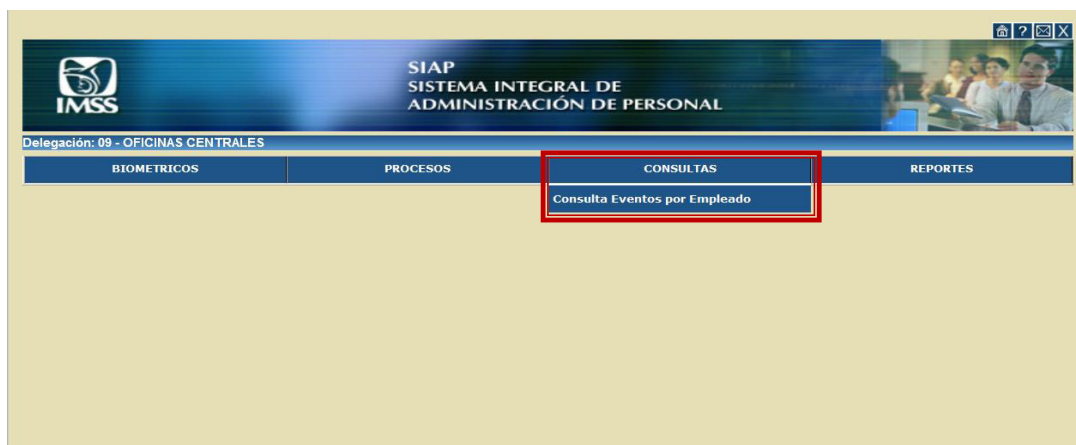 ?
X
IMSS
SIAP
SISTEMA INTEGRAL DE
ADMINISTRACIÓN DE PERSONAL
Delegación: 09 - OFICINAS CENTRALES
BIOMETRICOS
PROCESOS
CONSULTAS
REPORTES
Consulta Eventos por Empleado